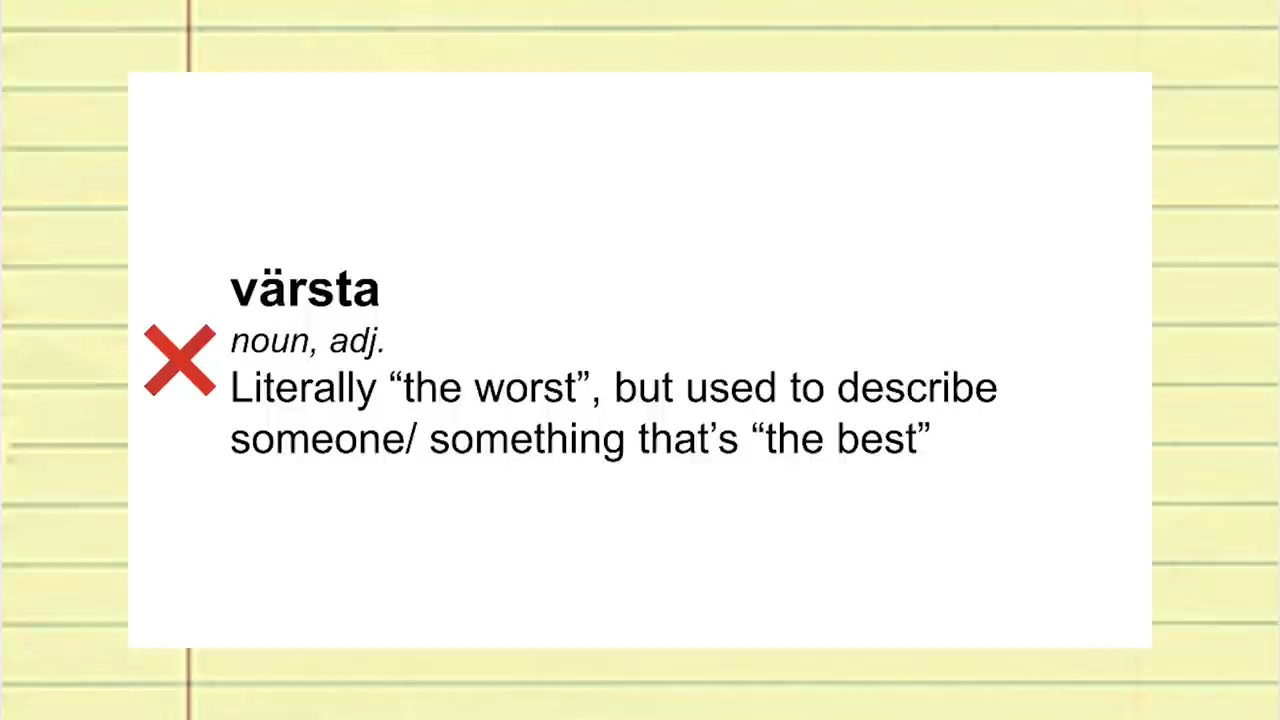 värsta
noun, adj.
Literally “the worst”, but used to describe
someone/ something that’s “the best”